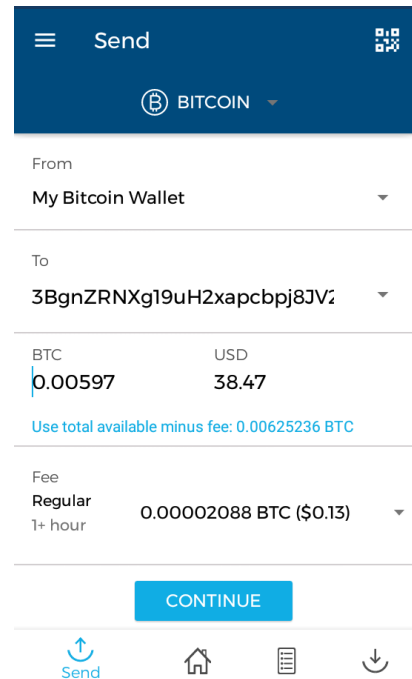 Send
BITCOIN
From
My Bitcoin Wallet
To
3BgnZRNXg19uH2xapcbpj8JV2
BTC USD
0.00597 38.47
Use total available minus fee: 0.00625236 BTC
Fee
Regular
1+ hour
0.00002088 BTC ($0.13)
CONTINUE
Send